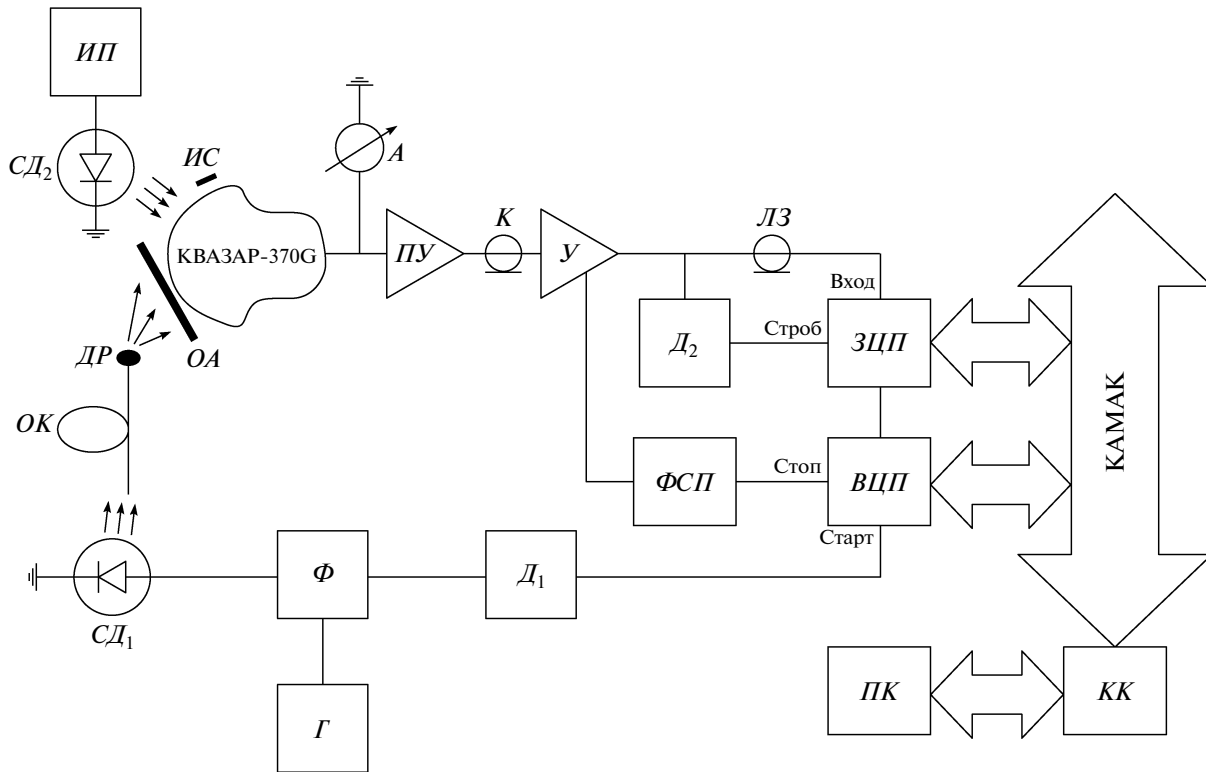 ИП
СД2
ИС
А
КВАЗАР-370G
ПУ
К
У
ЛЗ
Вход
Строб
Д2
ЗЦП
ДР
ОА
ОК
КАМАК
ФСП
Стоп
ВЦП
Старт
Ф
Д1
СД1
ПК
КК
Г